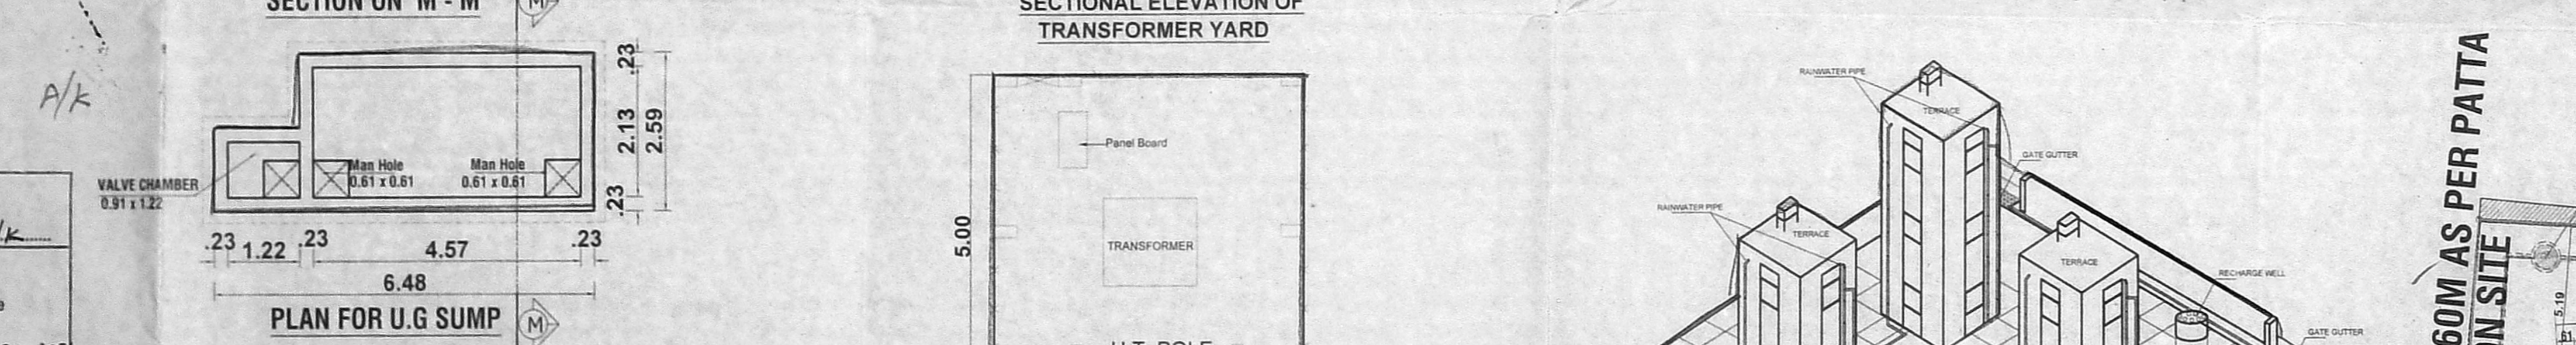 SECTION ON 'M - M'
M
A/K
.23
2.13
2.59
.23
Man Hole
0.61 x 0.61
Man Hole
0.61 x 0.61
VALVE CHAMBER
0.91 x 1.22
.23
1.22
.23
4.57
.23
6.48
PLAN FOR U.G SUMP
M
SECTIONAL ELEVATION OF
TRANSFORMER YARD
Panel Board
5.00
TRANSFORMER
H.T. POLE
RAINWATER PIPE
TERRACE
GATE GUTTER
RAINWATER PIPE
TERRACE
TERRACE
RECHARGE WELL
GATE GUTTER
60M AS PER PATTA
ON SITE
5.19